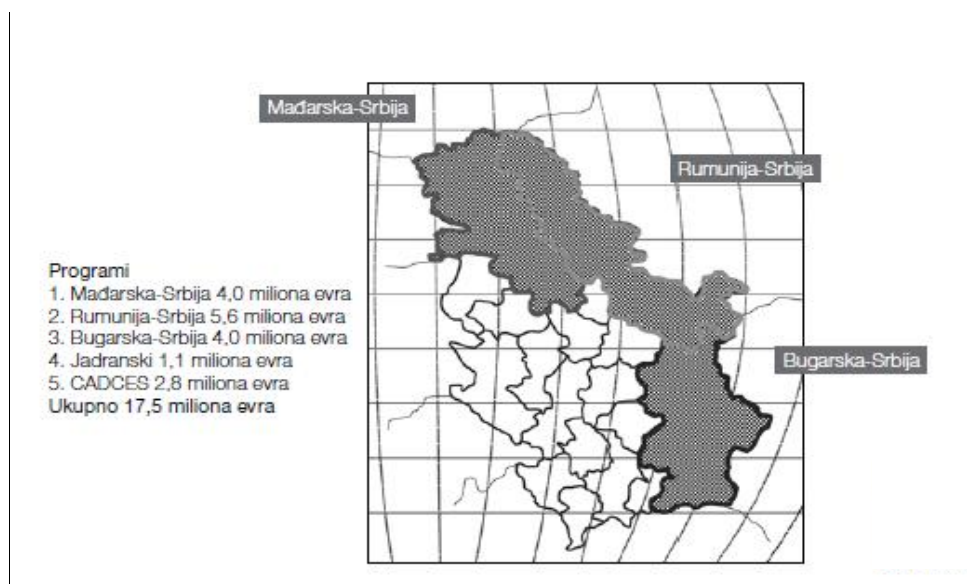 Mađarska-Srbija
Rumunija-Srbija
Programi
1. Mađarska-Srbija 4,0 miliona evra
2. Rumunija-Srbija 5,6 miliona evra
3. Bugarska-Srbija 4,0 miliona evra
4. Jadranski 1,1 miliona evra
5. CADCES 2,8 miliona evra
Ukupno 17,5 miliona evra
Bugarska-Srbija